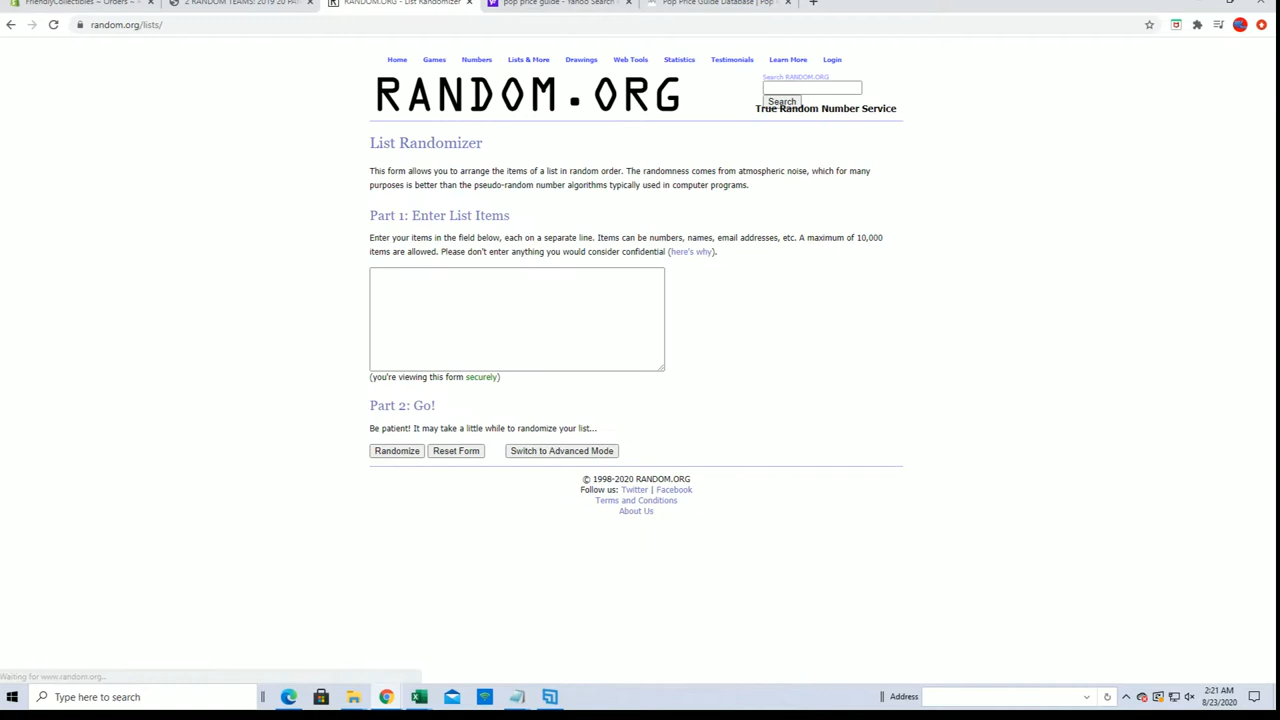 FriendlyCollectibles ~ Orders ~
2 RANDOM TEAMS: 2019 20 PAN
RANDOM.ORG - List Randomizer
pop price guide - Yahoo Search
Pop Price Guide Database | Pop
random.org/lists/
Home Games Numbers Lists & More Drawings Web Tools Statistics Testimonials Learn More Login
RANDOM.ORG
Search RANDOM.ORG
Search
True Random Number Service
List Randomizer
This form allows you to arrange the items of a list in random order. The randomness comes from atmospheric noise, which for many
purposes is better than the pseudo-random number algorithms typically used in computer programs.
Part 1: Enter List Items
Enter your items in the field below, each on a separate line. Items can be numbers, names, email addresses, etc. A maximum of 10,000
items are allowed. Please don't enter anything you would consider confidential (here's why).
(you're viewing this form securely)
Part 2: Go!
Be patient! It may take a little while to randomize your list...
Randomize Reset Form Switch to Advanced Mode
© 1998-2020 RANDOM.ORG
Follow us: Twitter | Facebook
Terms and Conditions
About Us
Waiting for www.random.org...
Type here to search
Address
2:21 AM
8/23/2020